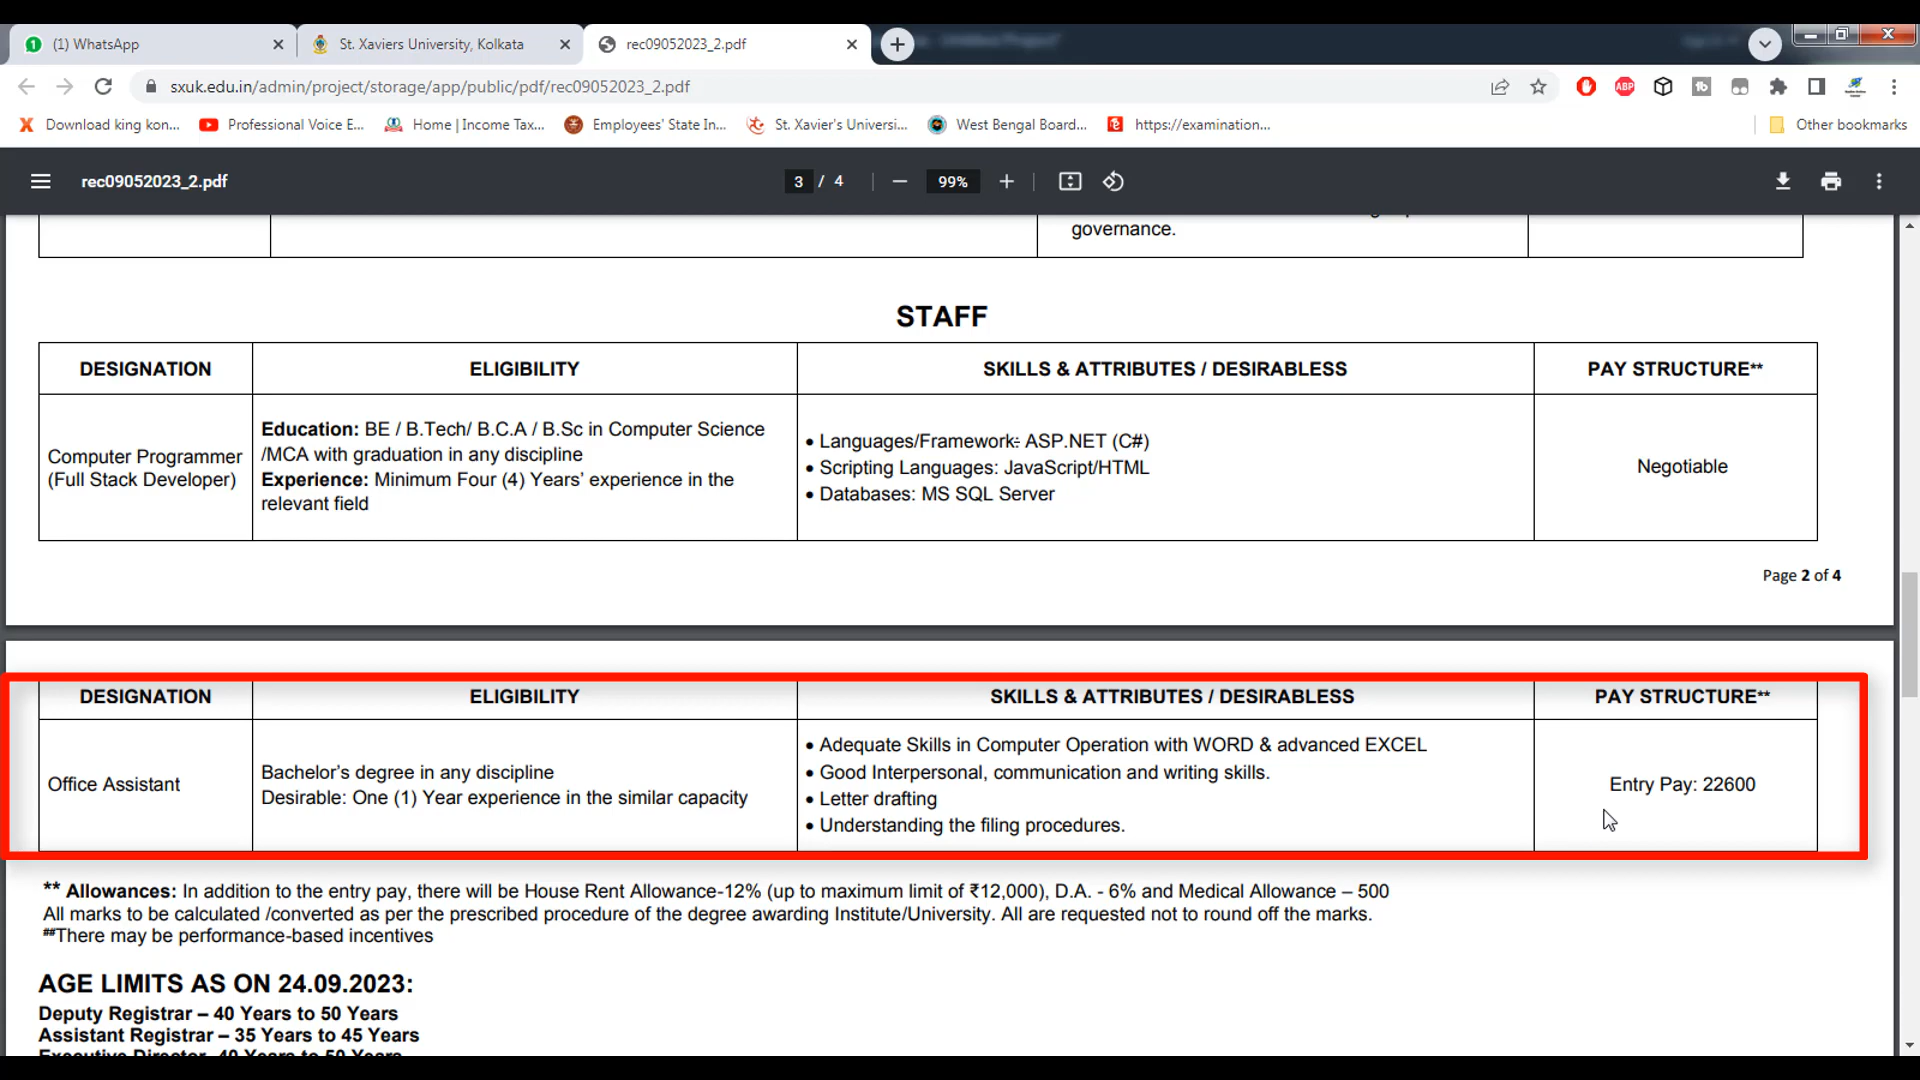 (1) WhatsApp
St. Xaviers University, Kolkata
rec09052023_2.pdf
sxuk.edu.in/admin/project/storage/app/public/pdf/rec09052023_2.pdf
ABP
Download king kon...
Professional Voice E...
Home | Income Tax...
Employees' State In...
St. Xavier's Universi...
West Bengal Board...
https://examination...
Other bookmarks
rec09052023_2.pdf
3 / 4
99%
governance.
STAFF
DESIGNATION ELIGIBILITY SKILLS & ATTRIBUTES / DESIRABLESS PAY STRUCTURE**
Computer Programmer
(Full Stack Developer)
Education: BE / B.Tech/ B.C.A / B.Sc in Computer Science
/MCA with graduation in any discipline
Experience: Minimum Four (4) Years' experience in the
relevant field
• Languages/Framework: ASP.NET (C#)
• Scripting Languages: JavaScript/HTML
• Databases: MS SQL Server
Negotiable
Page 2 of 4
DESIGNATION ELIGIBILITY SKILLS & ATTRIBUTES / DESIRABLESS PAY STRUCTURE**
Office Assistant
Bachelor's degree in any discipline
Desirable: One (1) Year experience in the similar capacity
• Adequate Skills in Computer Operation with WORD & advanced EXCEL
• Good Interpersonal, communication and writing skills.
• Letter drafting
• Understanding the filing procedures.
Entry Pay: 22600
** Allowances: In addition to the entry pay, there will be House Rent Allowance-12% (up to maximum limit of ₹12,000), D.A. - 6% and Medical Allowance – 500
All marks to be calculated /converted as per the prescribed procedure of the degree awarding Institute/University. All are requested not to round off the marks.
##There may be performance-based incentives
AGE LIMITS AS ON 24.09.2023:
Deputy Registrar – 40 Years to 50 Years
Assistant Registrar – 35 Years to 45 Years
Executive Director- 40 Years to 50 Years